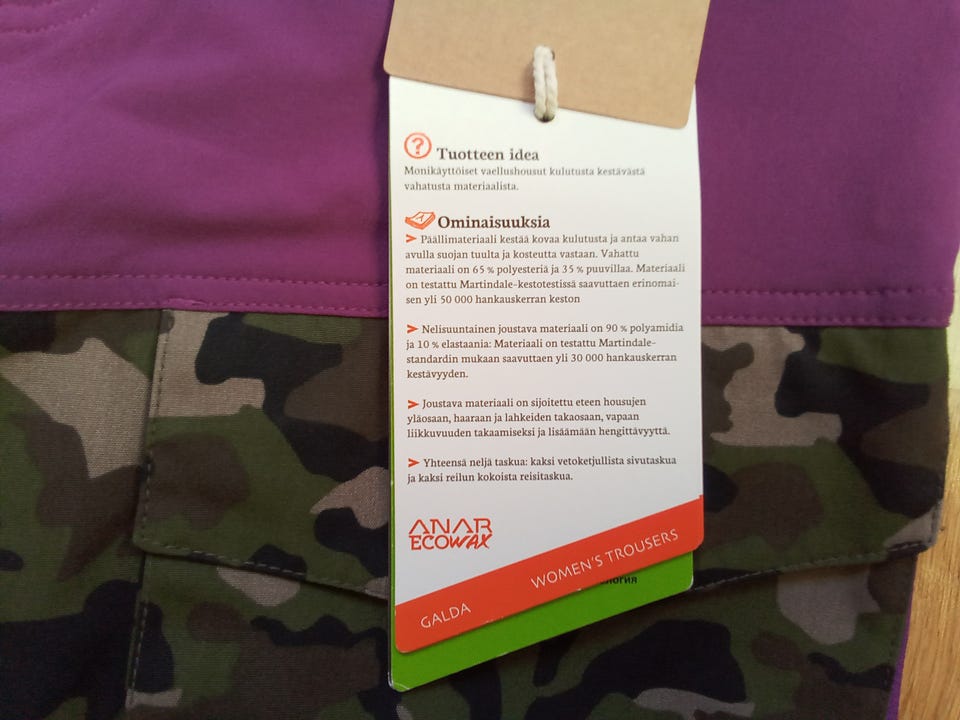 Tuotteen idea
Monikäyttöiset vaellushousut kulutusta kestävästä
vahatusta materiaalista.
Ominaisuuksia
➤ Päällimateriaali kestää kovaa kulutusta ja antaa vahan
avulla suojan tuulta ja kosteutta vastaan. Vahattu
materiaali on 65 % polyesteriä ja 35 % puuvillaa. Materiaali
on testattu Martindale-kestotestissä saavuttaen erinomai-
sen yli 50 000 hankauskerran keston
➤ Nelisuuntainen joustava materiaali on 90 % polyamidia
ja 10 % elastaania: Materiaali on testattu Martindale-
standardin mukaan saavuttaen yli 30 000 hankauskerran
kestävyyden.
➤ Joustava materiaali on sijoitettu eteen housujen
yläosaan, haaraan ja lahkeiden takaosaan, vapaan
liikkuvuuden takaamiseksi ja lisäämään hengittävyyttä.
➤ Yhteensä neljä taskua: kaksi vetoketjullista sivutaskua
ja kaksi reilun kokoista reisitaskua.
ANAR
ECOWAX
GALDA WOMEN'S TROUSERS